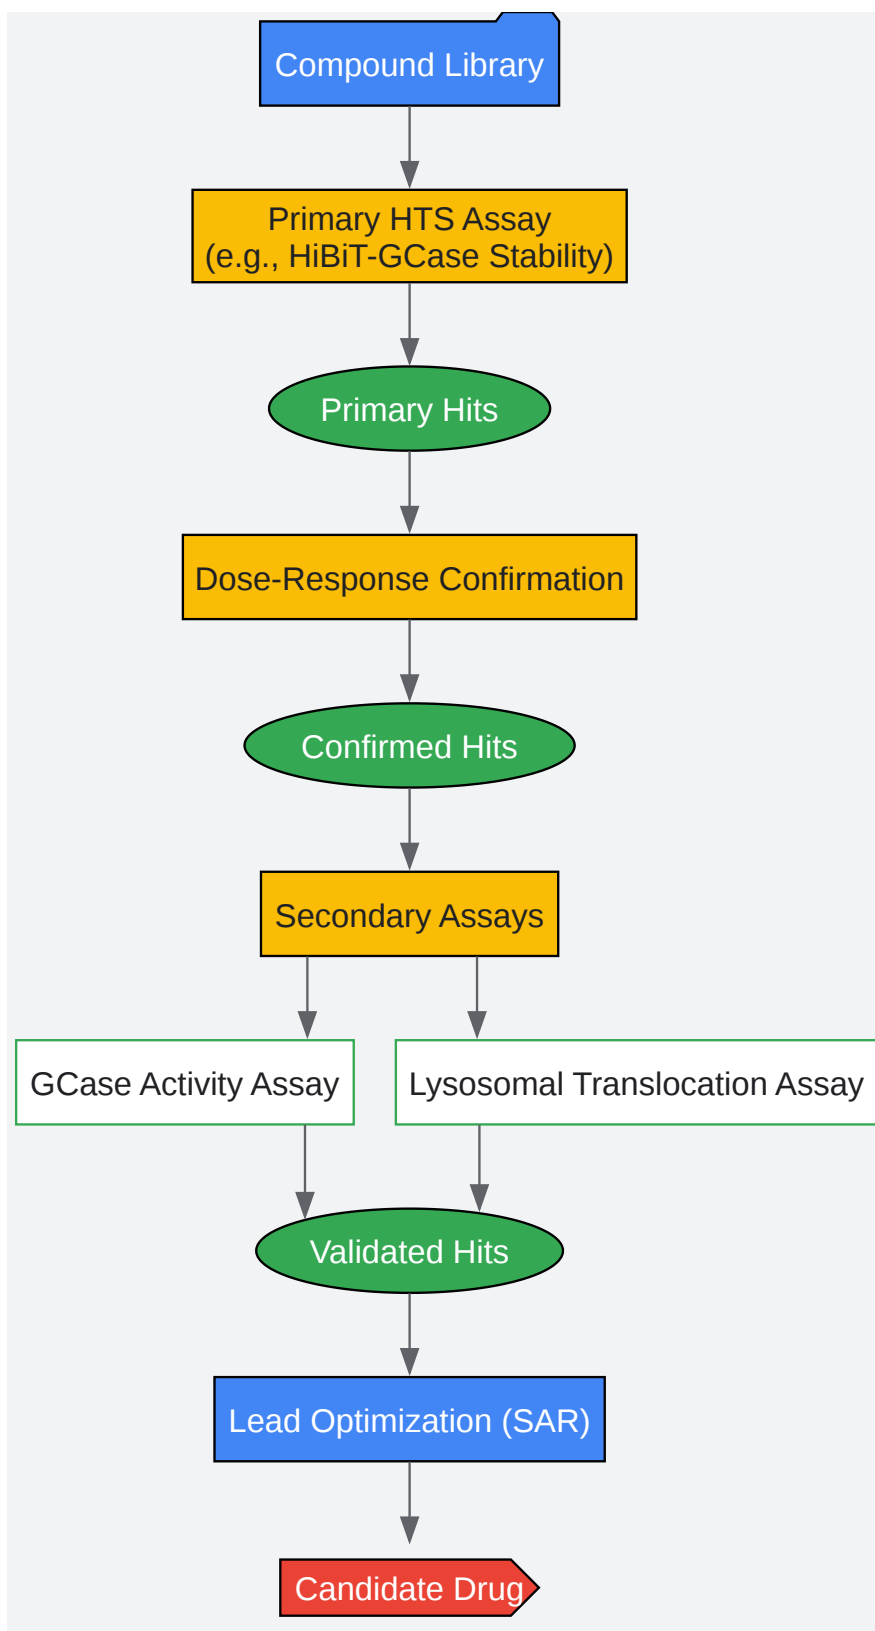 Compound Library
Primary HTS Assay
(e.g., HiBiT-GCase Stability)
Primary Hits
Dose-Response Confirmation
Confirmed Hits
Secondary Assays
GCase Activity Assay
Lysosomal Translocation Assay
Validated Hits
Lead Optimization (SAR)
Candidate Drug